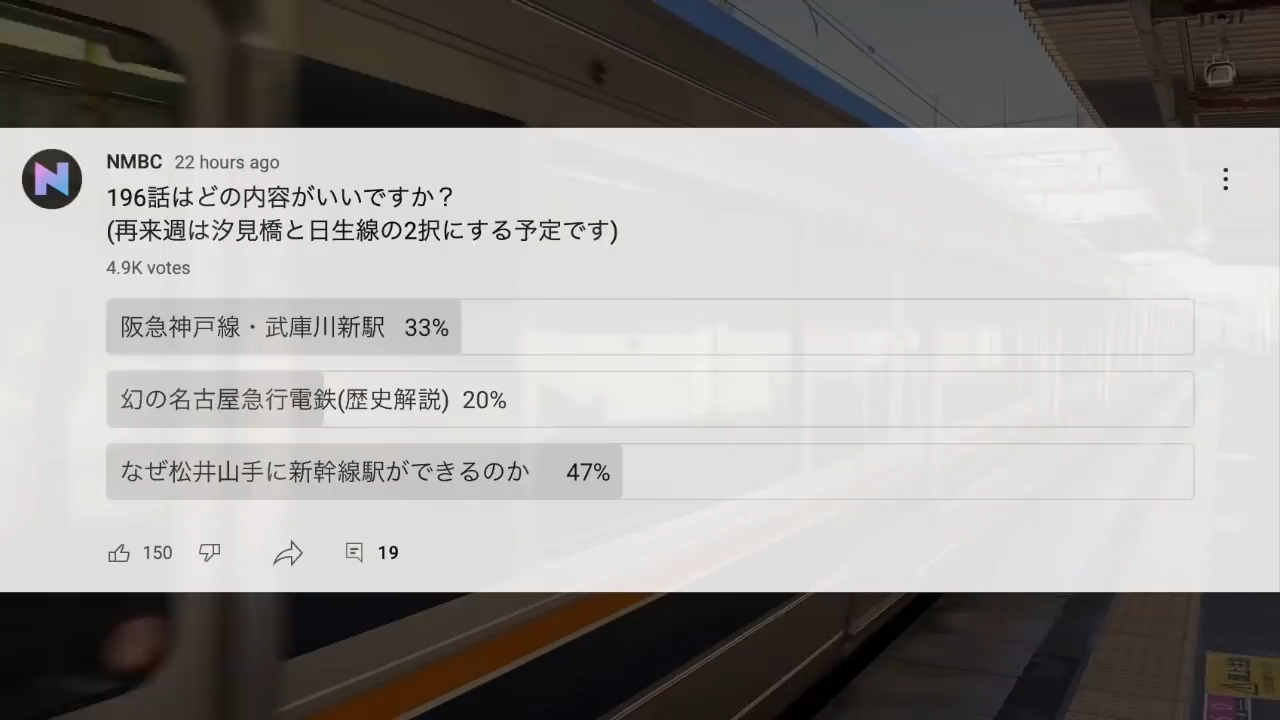 NMBC 22 hours ago
196話はどの内容がいいですか？
(再来週は汐見橋と日生線の2択にする予定です)
4.9K votes
阪急神戸線・武庫川新駅 33%
幻の名古屋急行電鉄(歴史解説) 20%
なぜ松井山手に新幹線駅ができるのか 47%
150 19